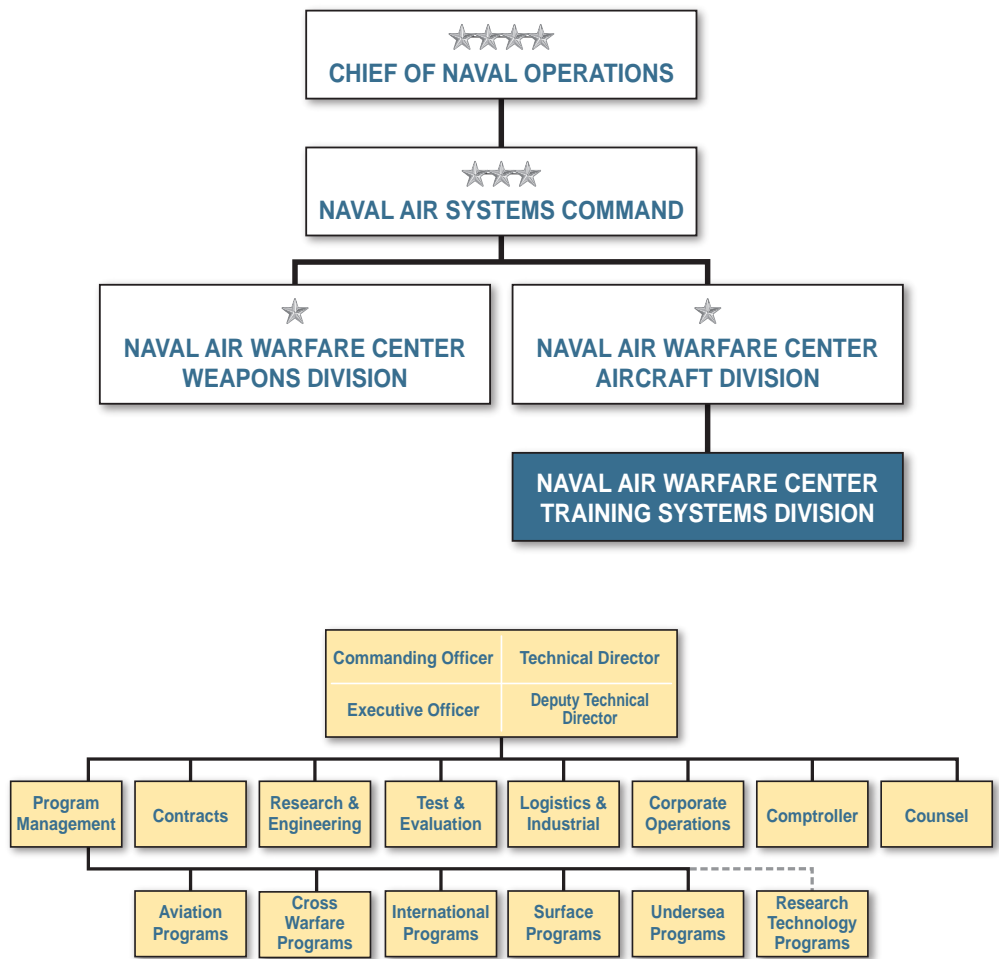 CHIEF OF NAVAL OPERATIONS
NAVAL AIR SYSTEMS COMMAND
NAVAL AIR WARFARE CENTER
WEAPONS DIVISION
NAVAL AIR WARFARE CENTER
AIRCRAFT DIVISION
NAVAL AIR WARFARE CENTER
TRAINING SYSTEMS DIVISION
Commanding Officer
Technical Director
Executive Officer
Deputy Technical
Director
Program
Management
Contracts
Research &
Engineering
Test &
Evaluation
Logistics &
Industrial
Corporate
Operations
Comptroller
Counsel
Aviation
Programs
Cross
Warfare
Programs
International
Programs
Surface
Programs
Undersea
Programs
Research
Technology
Programs